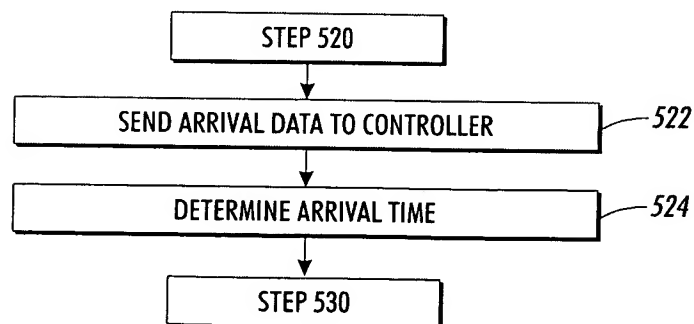 STEP 520
SEND ARRIVAL DATA TO CONTROLLER
522
DETERMINE ARRIVAL TIME
524
STEP 530